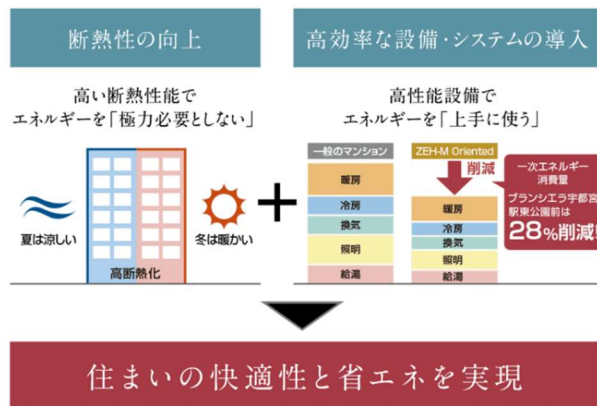 断熱性の向上
高効率な設備・システムの導入
高い断熱性能で
エネルギーを「極力必要としない」
高性能設備で
エネルギーを「上手に使う」
夏は涼しい
冬は暖かい
高断熱化
+
一般のマンション
暖房
冷房
換気
照明
給湯
ZEH-M Oriented
削減
暖房
冷房
換気
照明
給湯
一次エネルギー
消費量
ブランシエラ宇都宮
駅東公園前は
28%削減!
住まいの快適性と省エネを実現